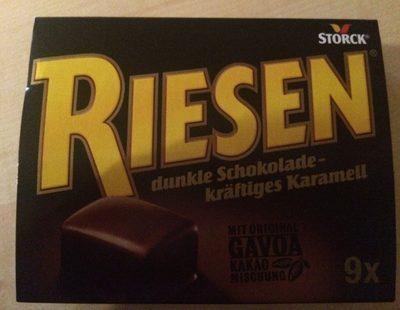 STORCK®
RIESEN®
dunkle Schokolade-
kräftiges Karamell
MIT ORIGINAL
GAVOA
KAKAO
MISCHUNG
9x